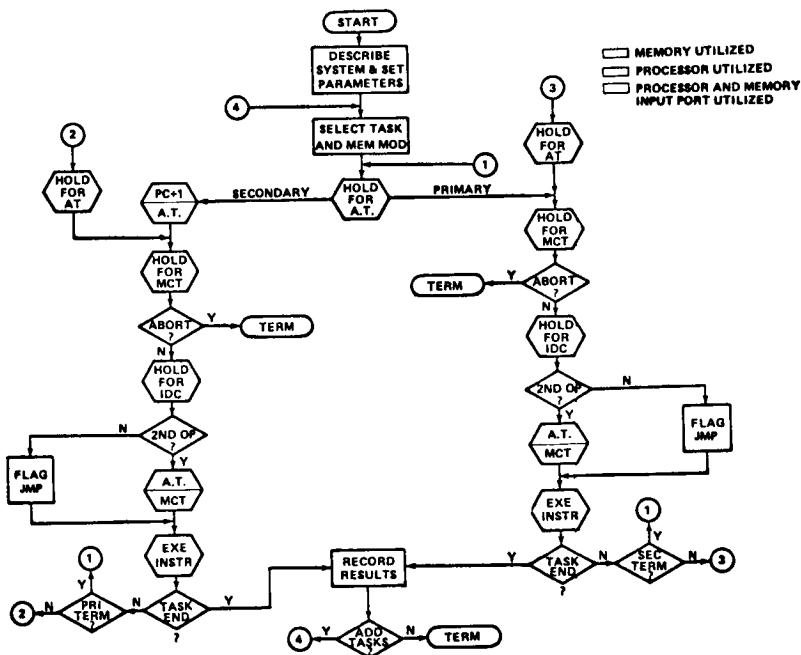 START
DESCRIBE
SYSTEM & SET
PARAMETERS
4
SELECT TASK
AND MEM MOD
1
HOLD
FOR
A.T.
SECONDARY
PRIMARY
MEMORY UTILIZED
PROCESSOR UTILIZED
PROCESSOR AND MEMORY
INPUT PORT UTILIZED
2
HOLD
FOR
AT
PC+1
A.T.
HOLD
FOR
MCT
ABORT
?
Y
TERM
N
HOLD
FOR
IDC
2ND OP
?
N
Y
FLAG
JMP
A.T.
MCT
EXE
INSTR
TASK
END
?
Y
N
PRI
TERM
?
Y
1
N
2
3
HOLD
FOR
AT
HOLD
FOR
MCT
ABORT
?
Y
TERM
N
HOLD
FOR
IDC
2ND OP
?
N
Y
FLAG
JMP
A.T.
MCT
EXE
INSTR
TASK
END
?
Y
N
SEC
TERM
?
Y
1
N
3
RECORD
RESULTS
ADD
TASKS
?
Y
4
N
TERM